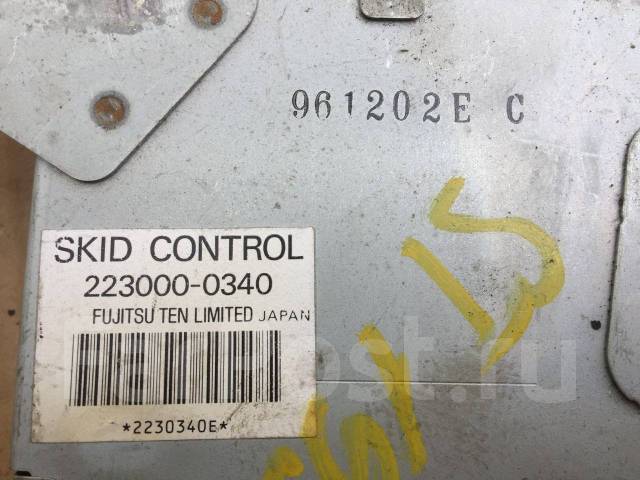 961202E C
SKID CONTROL
223000-0340
FUJITSU TEN LIMITED JAPAN
*2230340E*